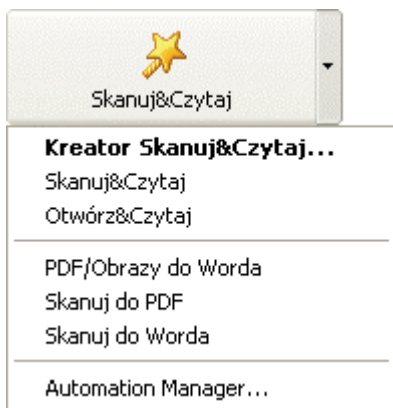 Skanuj&Czytaj
Kreator Skanuj&Czytaj...
Skanuj&Czytaj
Otwórz&Czytaj
PDF/Obrazy do Worda
Skanuj do PDF
Skanuj do Worda
Automation Manager...